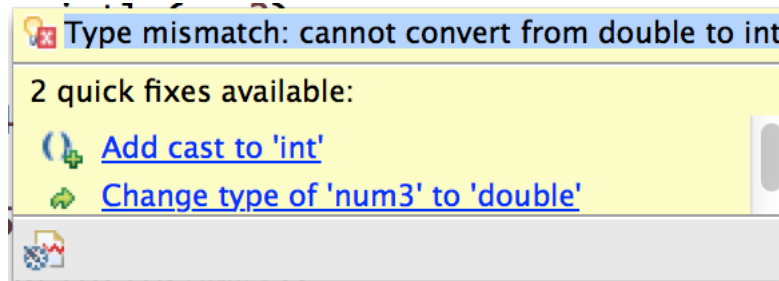 Type mismatch: cannot convert from double to int
2 quick fixes available:
Add cast to 'int'
Change type of 'num3' to 'double'